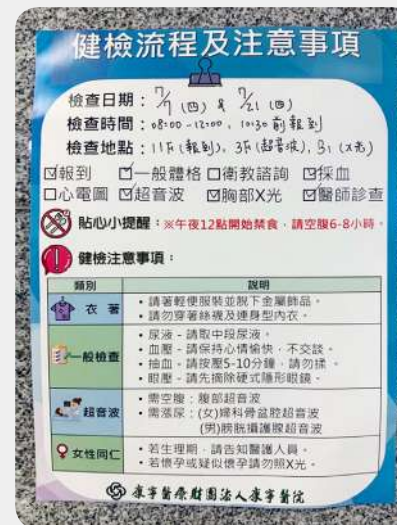 健檢流程及注意事項
檢查日期：7/7 (四) & 7/21 (四)
檢查時間：08:00-12:00, 10:30前報到
檢查地點：11F (報到), 3F (超音波), B1 (X光)
☑報到 ☑一般體格 □衛教諮詢 ☑採血
□心電圖 ☑超音波 ☑胸部X光 ☑醫師診查
貼心小提醒：※午夜12點開始禁食，請空腹6-8小時。
健檢注意事項：
類別 說明
衣著
•請著輕便服裝並脫下金屬飾品。
•請勿穿著絲襪及連身型內衣。
一般檢查
•尿液-請取中段尿液。
•血壓-請保持心情愉快，不交談。
•抽血-請按壓5-10分鐘，請勿揉。
•眼壓-請先摘除硬式隱形眼鏡。
超音波
•需空腹：腹部超音波
•需漲尿：(女)婦科骨盆腔超音波
(男)膀胱攝護腺超音波
女性同仁
•若生理期，請告知醫護人員。
•若懷孕或疑似懷孕請勿照X光。
康寧醫療財團法人康寧醫院